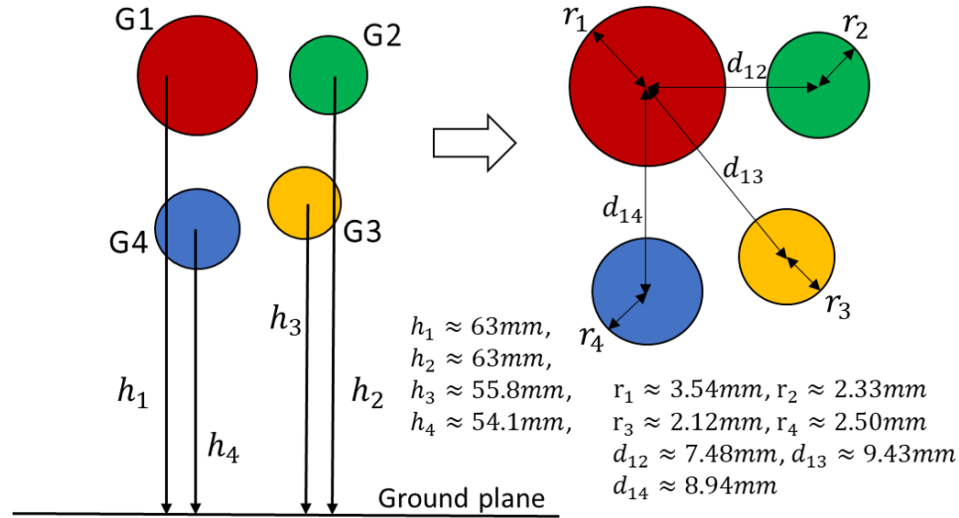 G1
G2
G4
G3
h₁
h₄
h₃
h₂
Ground plane
r₁
r₂
d₁₂
d₁₃
d₁₄
r₃
r₄
h₁ ≈ 63mm,
h₂ ≈ 63mm,
h₃ ≈ 55.8mm,
h₄ ≈ 54.1mm,
r₁ ≈ 3.54mm, r₂ ≈ 2.33mm
r₃ ≈ 2.12mm, r₄ ≈ 2.50mm
d₁₂ ≈ 7.48mm, d₁₃ ≈ 9.43mm
d₁₄ ≈ 8.94mm